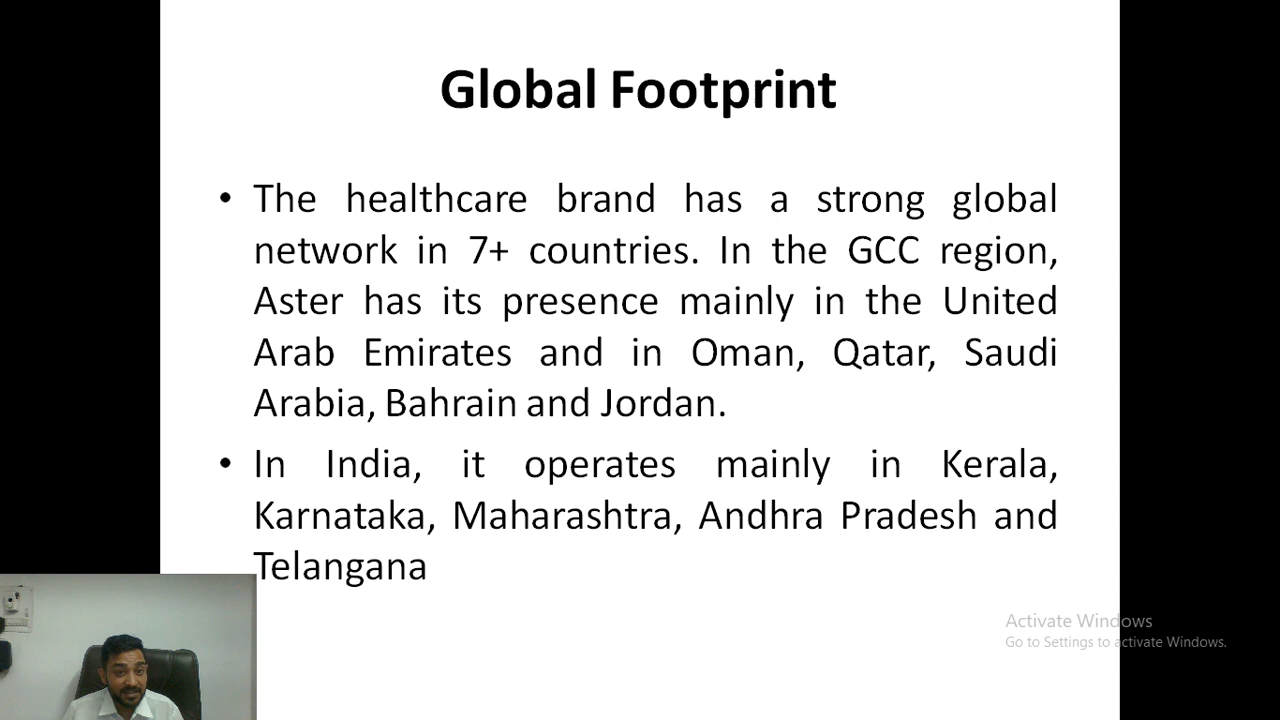 Global Footprint
• The healthcare brand has a strong global
network in 7+ countries. In the GCC region,
Aster has its presence mainly in the United
Arab Emirates and in Oman, Qatar, Saudi
Arabia, Bahrain and Jordan.
• In India, it operates mainly in Kerala,
Karnataka, Maharashtra, Andhra Pradesh and
Telangana
Activate Windows
Go to Settings to activate Windows.